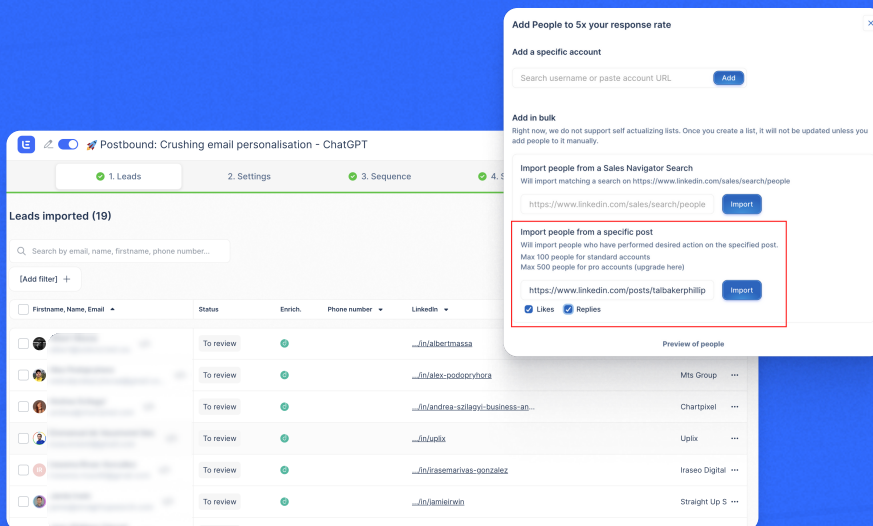 Add People to 5x your response rate
Add a specific account
Search username or paste account URL
Add
Add in bulk
Right now, we do not support self actualizing lists. Once you create a list, it will not be updated unless you
add people to it manually.
Import people from a Sales Navigator Search
Will import matching a search on https://www.linkedin.com/sales/search/people
https://www.linkedin.com/sales/search/people
Import
Import people from a specific post
Will import people who have performed desired action on the specified post.
Max 100 people for standard accounts
Max 500 people for pro accounts (upgrade here)
https://www.linkedin.com/posts/talbakerphillip
Import
Likes
Replies
Preview of people
🚀 Postbound: Crushing email personalisation - ChatGPT
1. Leads
2. Settings
3. Sequence
4.
Leads imported (19)
Search by email, name, firstname, phone number...
[Add filter] +
Firstname, Name, Email
Status
Enrich.
Phone number
LinkedIn
To review
.../in/albertmassa
To review
.../in/alex-podopryhora
Mts Group
To review
.../in/andrea-szilagyi-business-an...
Chartpixel
To review
.../in/uplix
Uplix
To review
.../in/irasemarivas-gonzalez
Iraseo Digital
To review
.../in/jamieirwin
Straight Up S